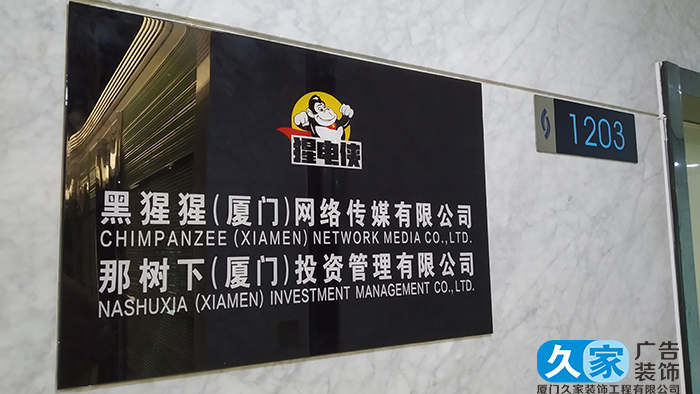 猩电侠
黑猩猩(厦门)网络传媒有限公司
CHIMPANZEE (XIAMEN) NETWORK MEDIA CO., LTD.
那树下(厦门)投资管理有限公司
NASHUXIA (XIAMEN) INVESTMENT MANAGEMENT CO., LTD.
1203
久家 广告装饰
厦门久家装饰工程有限公司